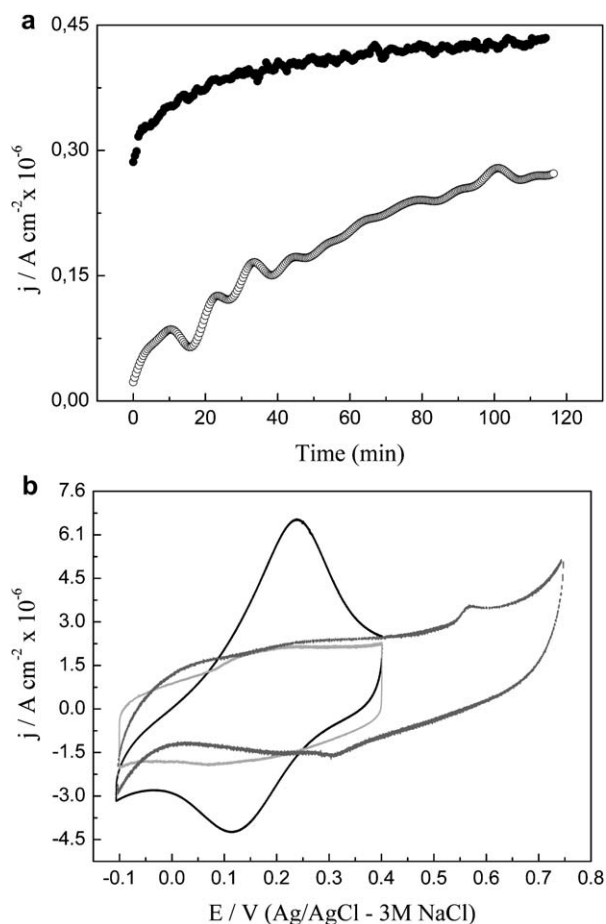 a
0,45
0,30
0,15
0,00
j / A cm-2 x 10-6
0 20 40 60 80 100 120
Time (min)
b
7.6
6.1
4.5
3.0
1.5
0.0
-1.5
-3.0
-4.5
j / A cm-2 x 10-6
-0.1 0.0 0.1 0.2 0.3 0.4 0.5 0.6 0.7 0.8
E / V (Ag/AgCl - 3M NaCl)